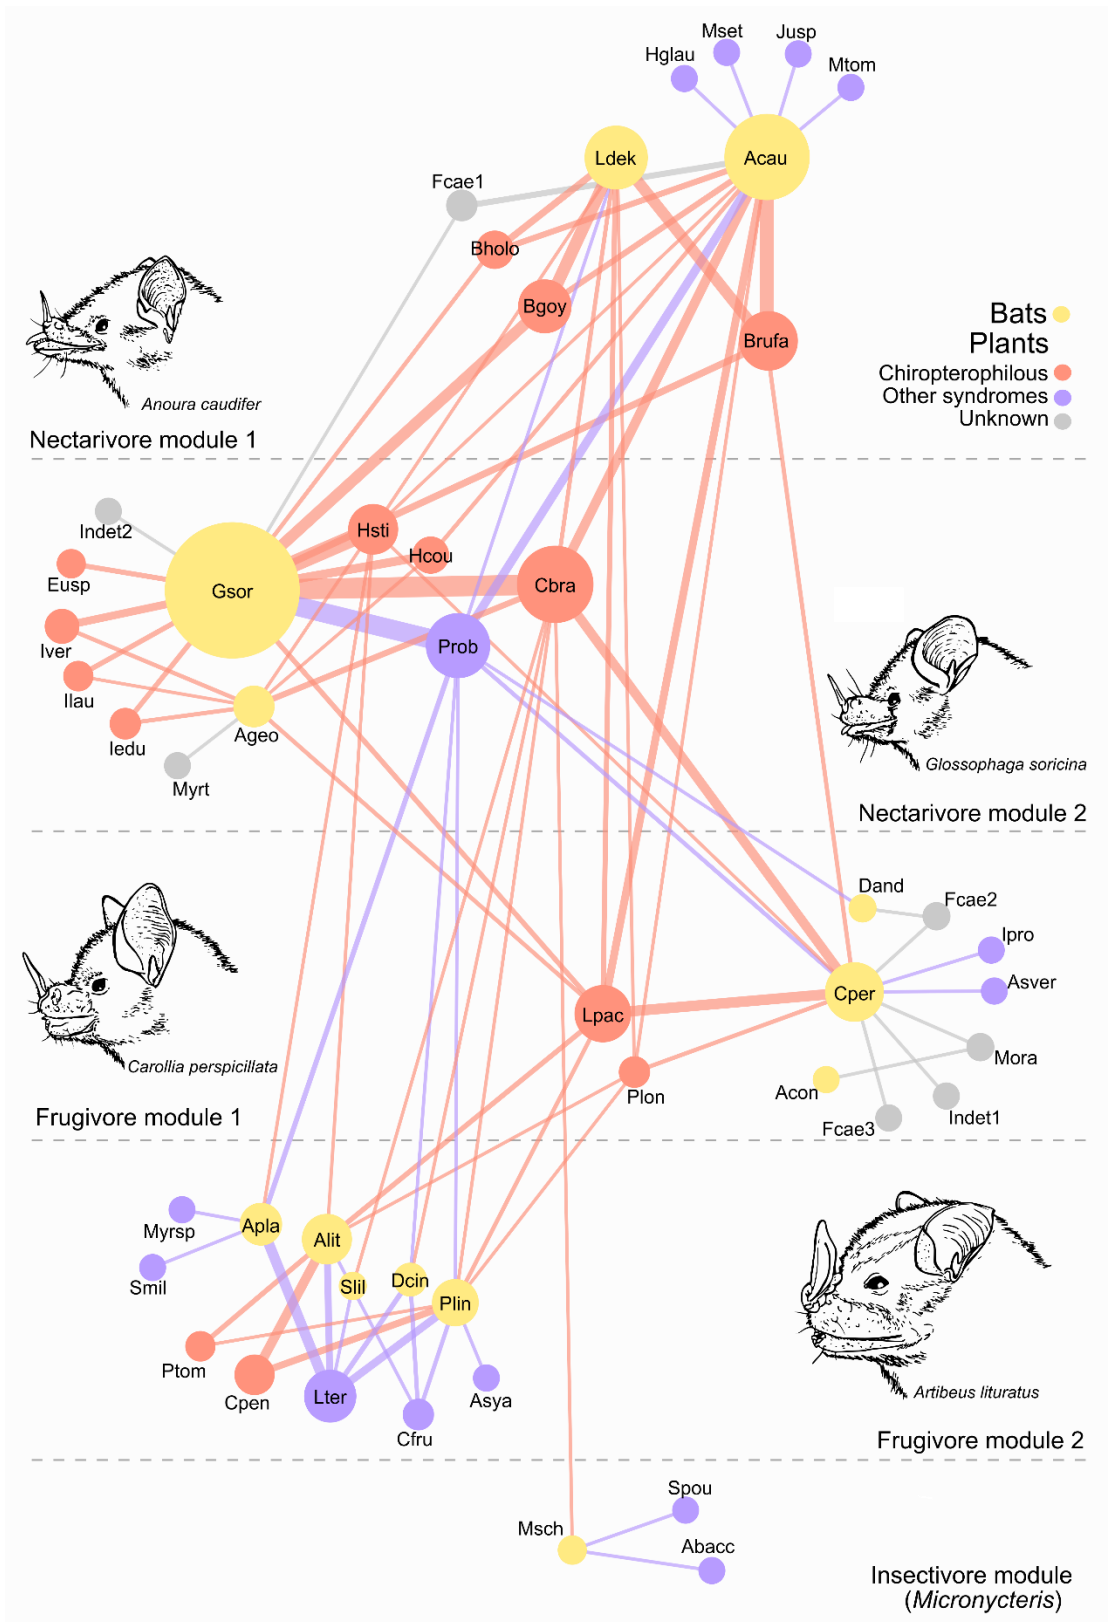 Mset
Jusp
Hglau
Mtom
Ldek
Acau
Fcae1
Bholo
Bgoy
Brufa
Bats
Plants
Chiropterophilous
Other syndromes
Unknown
Anoura caudifer
Nectarivore module 1
Indet2
Hsti
Hcou
Eusp
Gsor
Cbra
Iver
Prob
Ilau
Iedu
Ageo
Myrt
Glossophaga soricina
Nectarivore module 2
Dand
Fcae2
Ipro
Asver
Cper
Lpac
Mora
Carollia perspicillata
Acon
Plon
Indet1
Frugivore module 1
Fcae3
Myrsp
Apla
Alit
Smil
Slil
Dcin
Plin
Ptom
Cpen
Lter
Asya
Cfru
Artibeus lituratus
Frugivore module 2
Spou
Msch
Abacc
Insectivore module
(Micronycteris)